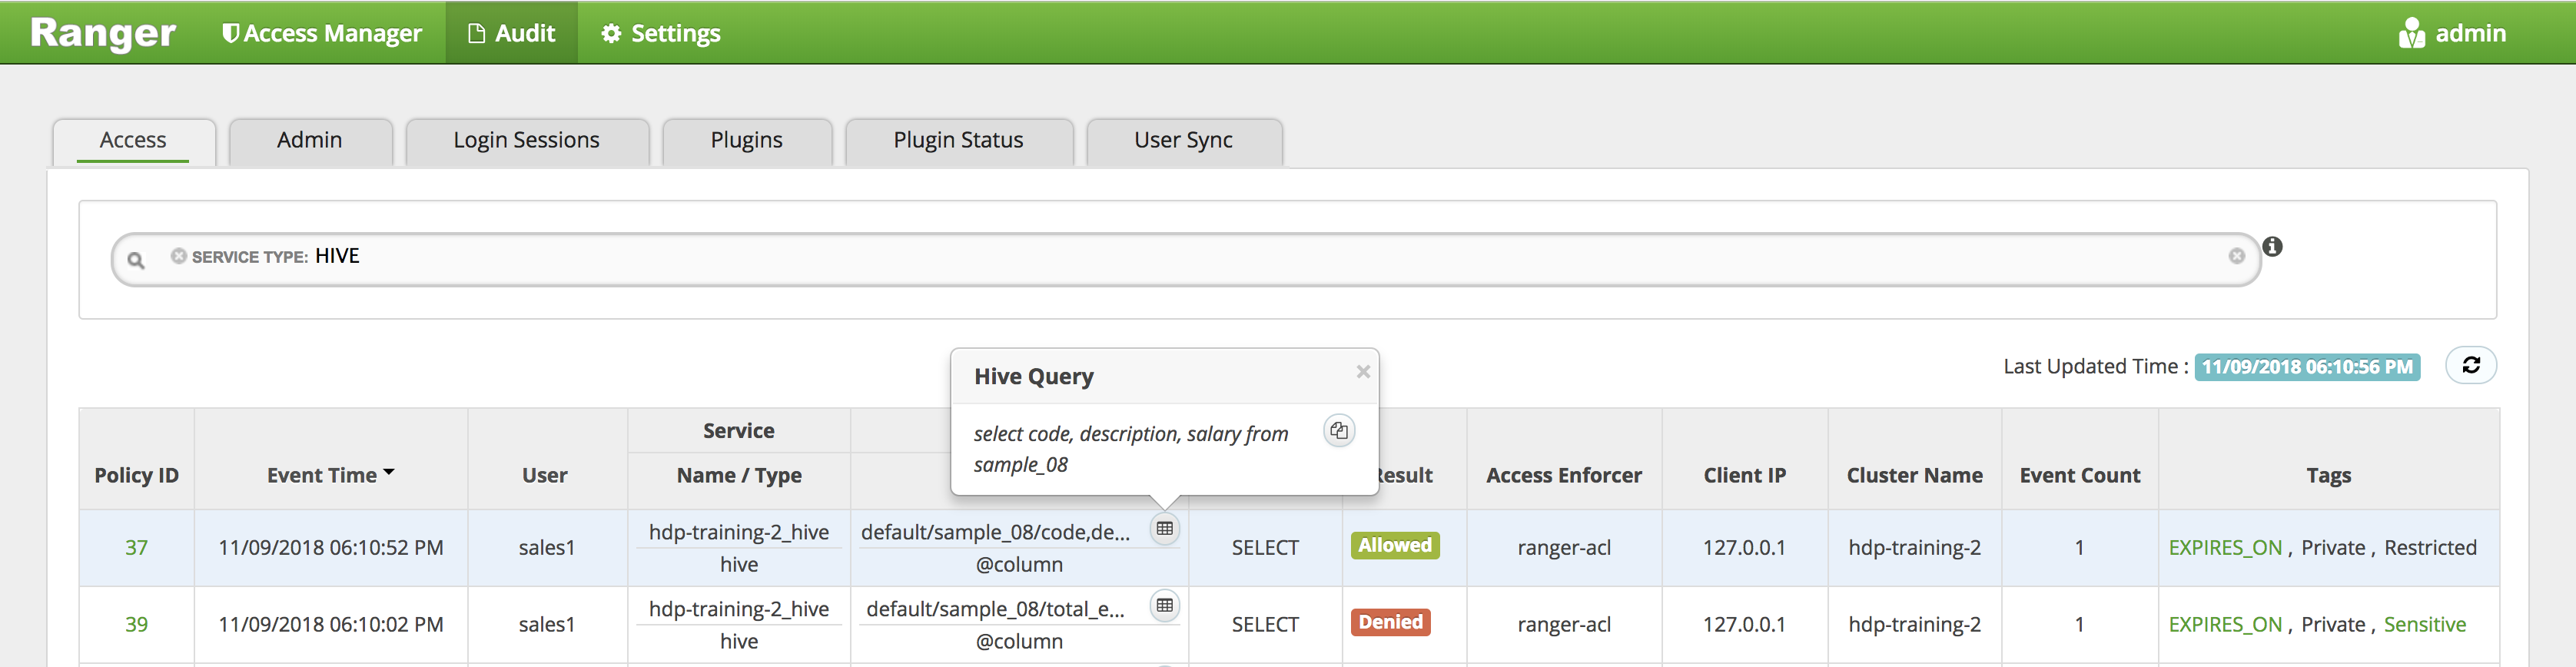 Ranger Access Manager Audit Settings admin
Access Admin Login Sessions Plugins Plugin Status User Sync
SERVICE TYPE: HIVE
Last Updated Time : 11/09/2018 06:10:56 PM
Hive Query
select code, description, salary from
sample_08
Service
Policy ID Event Time User Name / Type Access Enforcer Client IP Cluster Name Event Count Tags
37 11/09/2018 06:10:52 PM sales1 hdp-training-2_hive default/sample_08/code,de... SELECT Allowed ranger-acl 127.0.0.1 hdp-training-2 1 EXPIRES_ON , Private , Restricted
hive @column
39 11/09/2018 06:10:02 PM sales1 hdp-training-2_hive default/sample_08/total_e... SELECT Denied ranger-acl 127.0.0.1 hdp-training-2 1 EXPIRES_ON , Private , Sensitive
hive @column